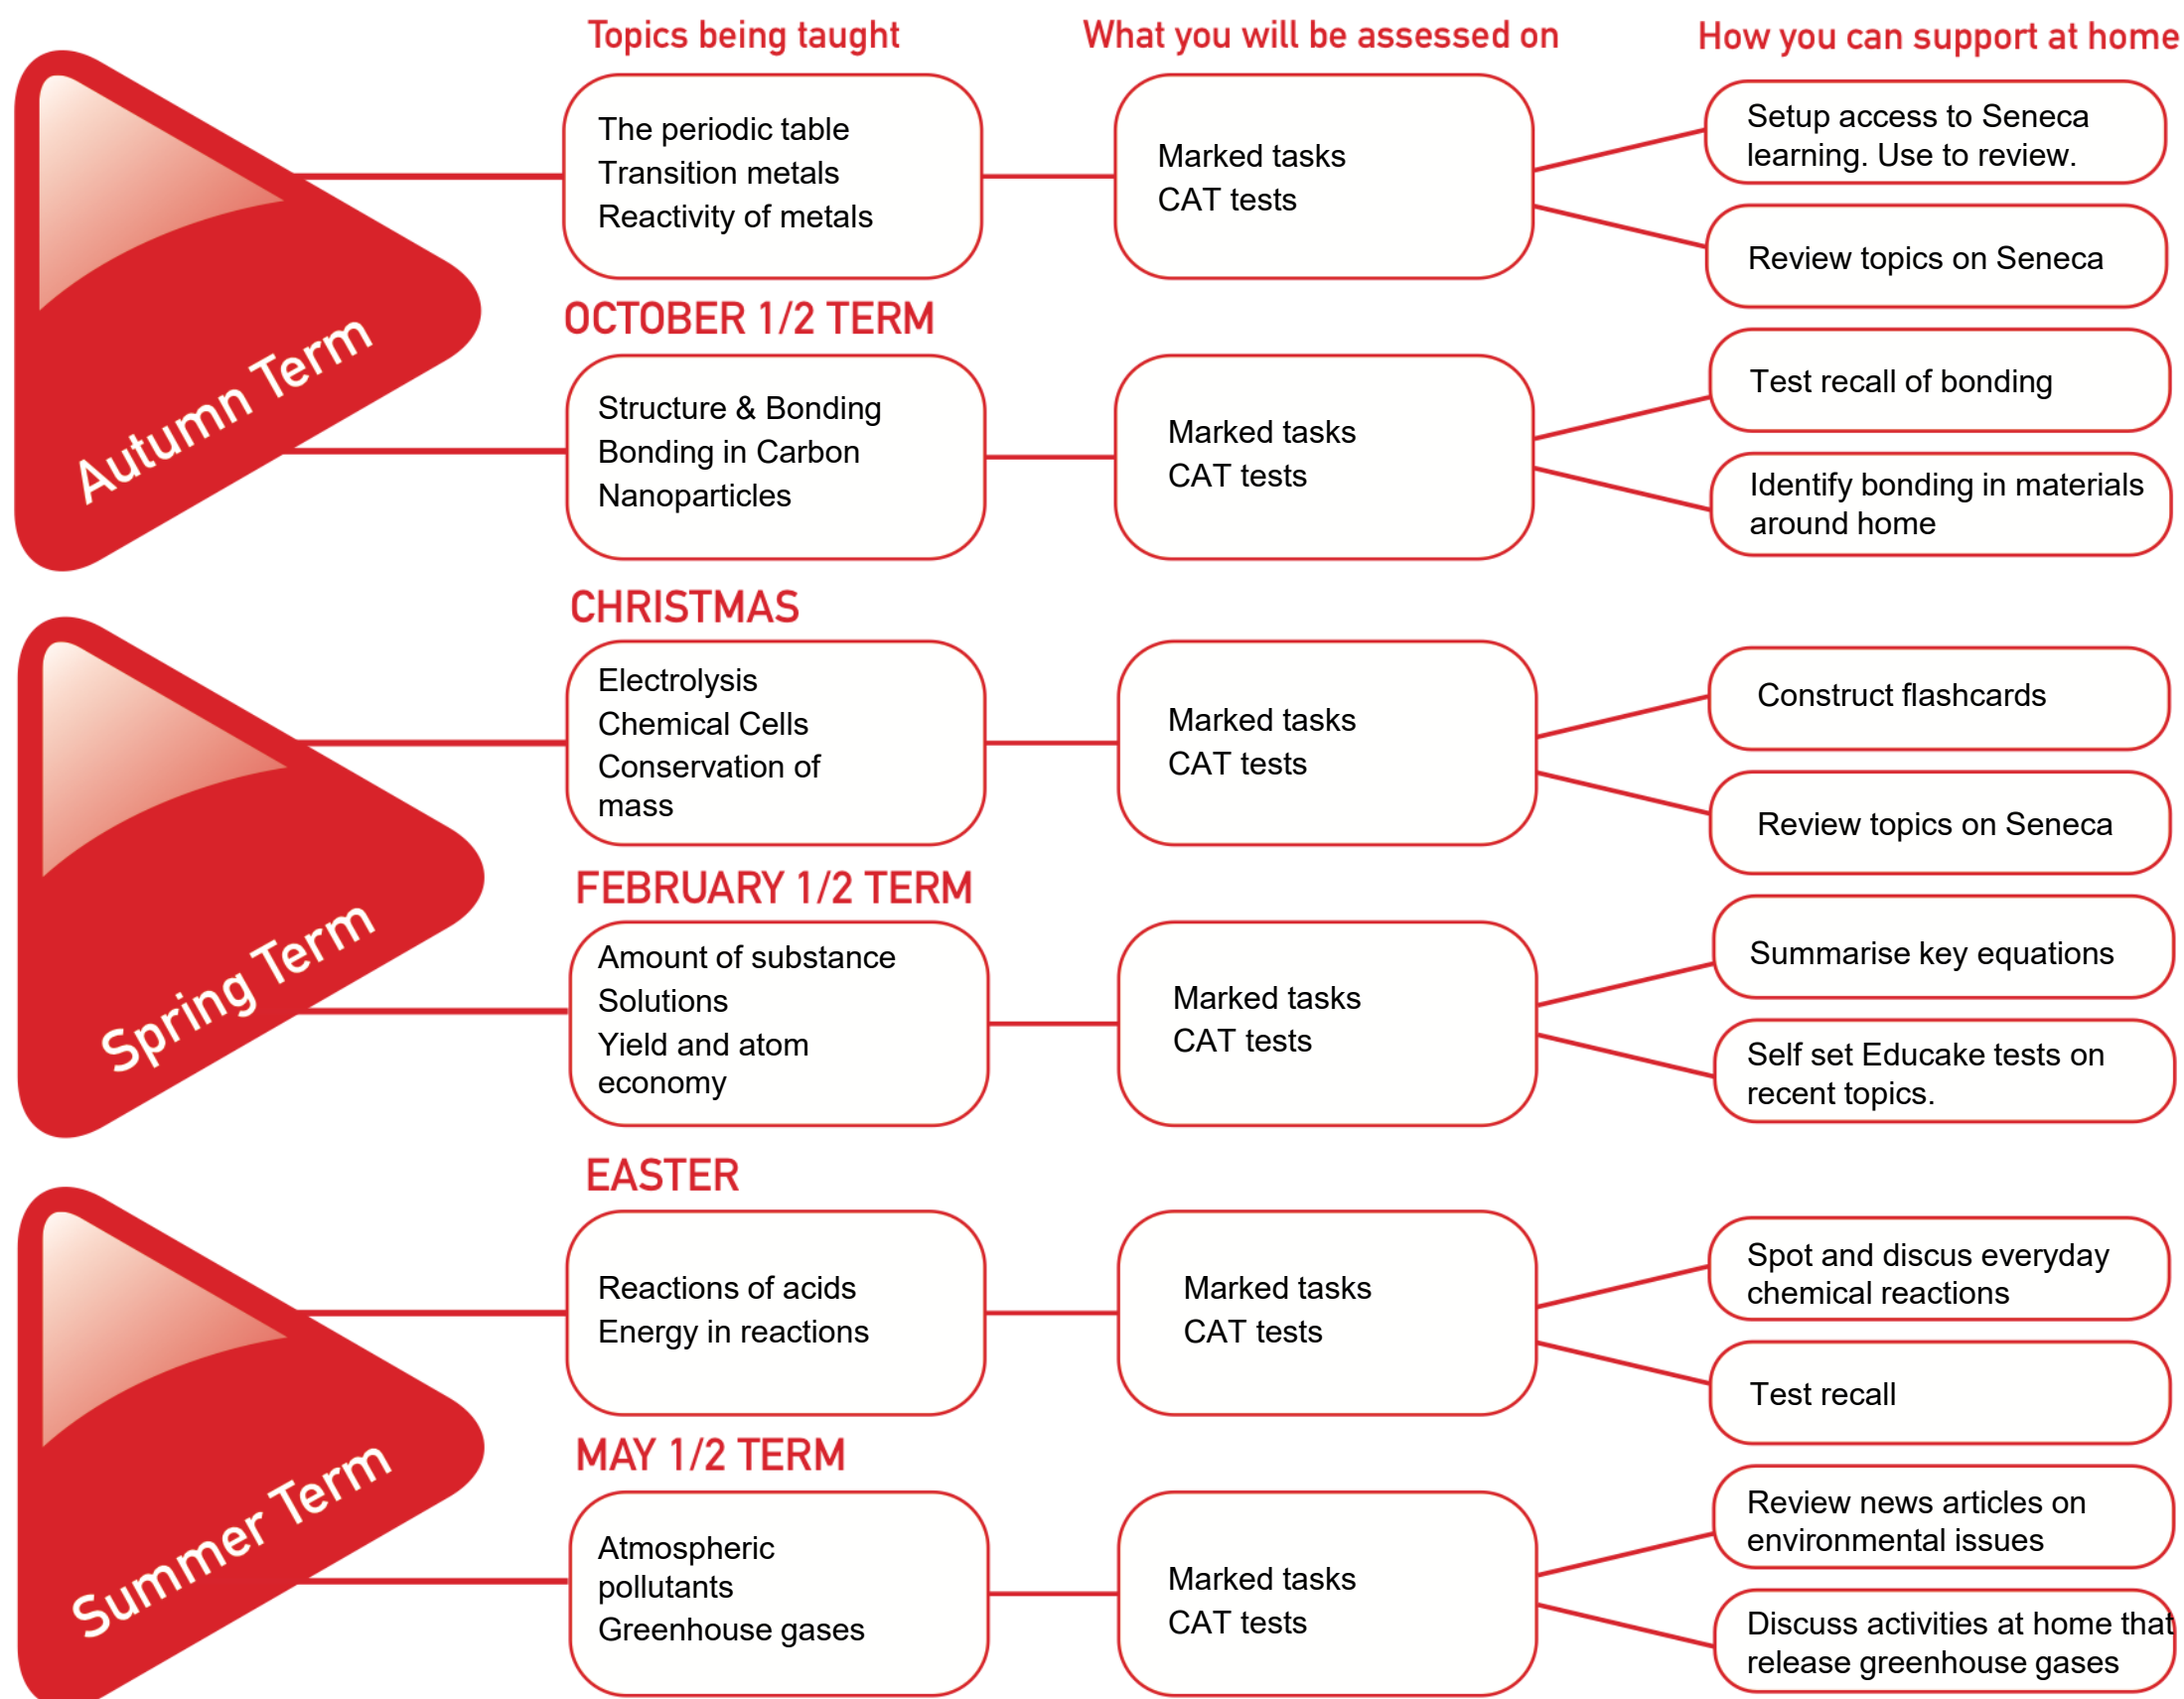 Topics being taught
What you will be assessed on
How you can support at home
Autumn Term
The periodic table
Transition metals
Reactivity of metals
Marked tasks
CAT tests
Setup access to Seneca
learning. Use to review.
Review topics on Seneca
OCTOBER 1/2 TERM
Structure & Bonding
Bonding in Carbon
Nanoparticles
Marked tasks
CAT tests
Test recall of bonding
Identify bonding in materials
around home
CHRISTMAS
Spring Term
Electrolysis
Chemical Cells
Conservation of
mass
Marked tasks
CAT tests
Construct flashcards
Review topics on Seneca
FEBRUARY 1/2 TERM
Amount of substance
Solutions
Yield and atom
economy
Marked tasks
CAT tests
Summarise key equations
Self set Educake tests on
recent topics.
EASTER
Summer Term
Reactions of acids
Energy in reactions
Marked tasks
CAT tests
Spot and discus everyday
chemical reactions
Test recall
MAY 1/2 TERM
Atmospheric
pollutants
Greenhouse gases
Marked tasks
CAT tests
Review news articles on
environmental issues
Discuss activities at home that
release greenhouse gases